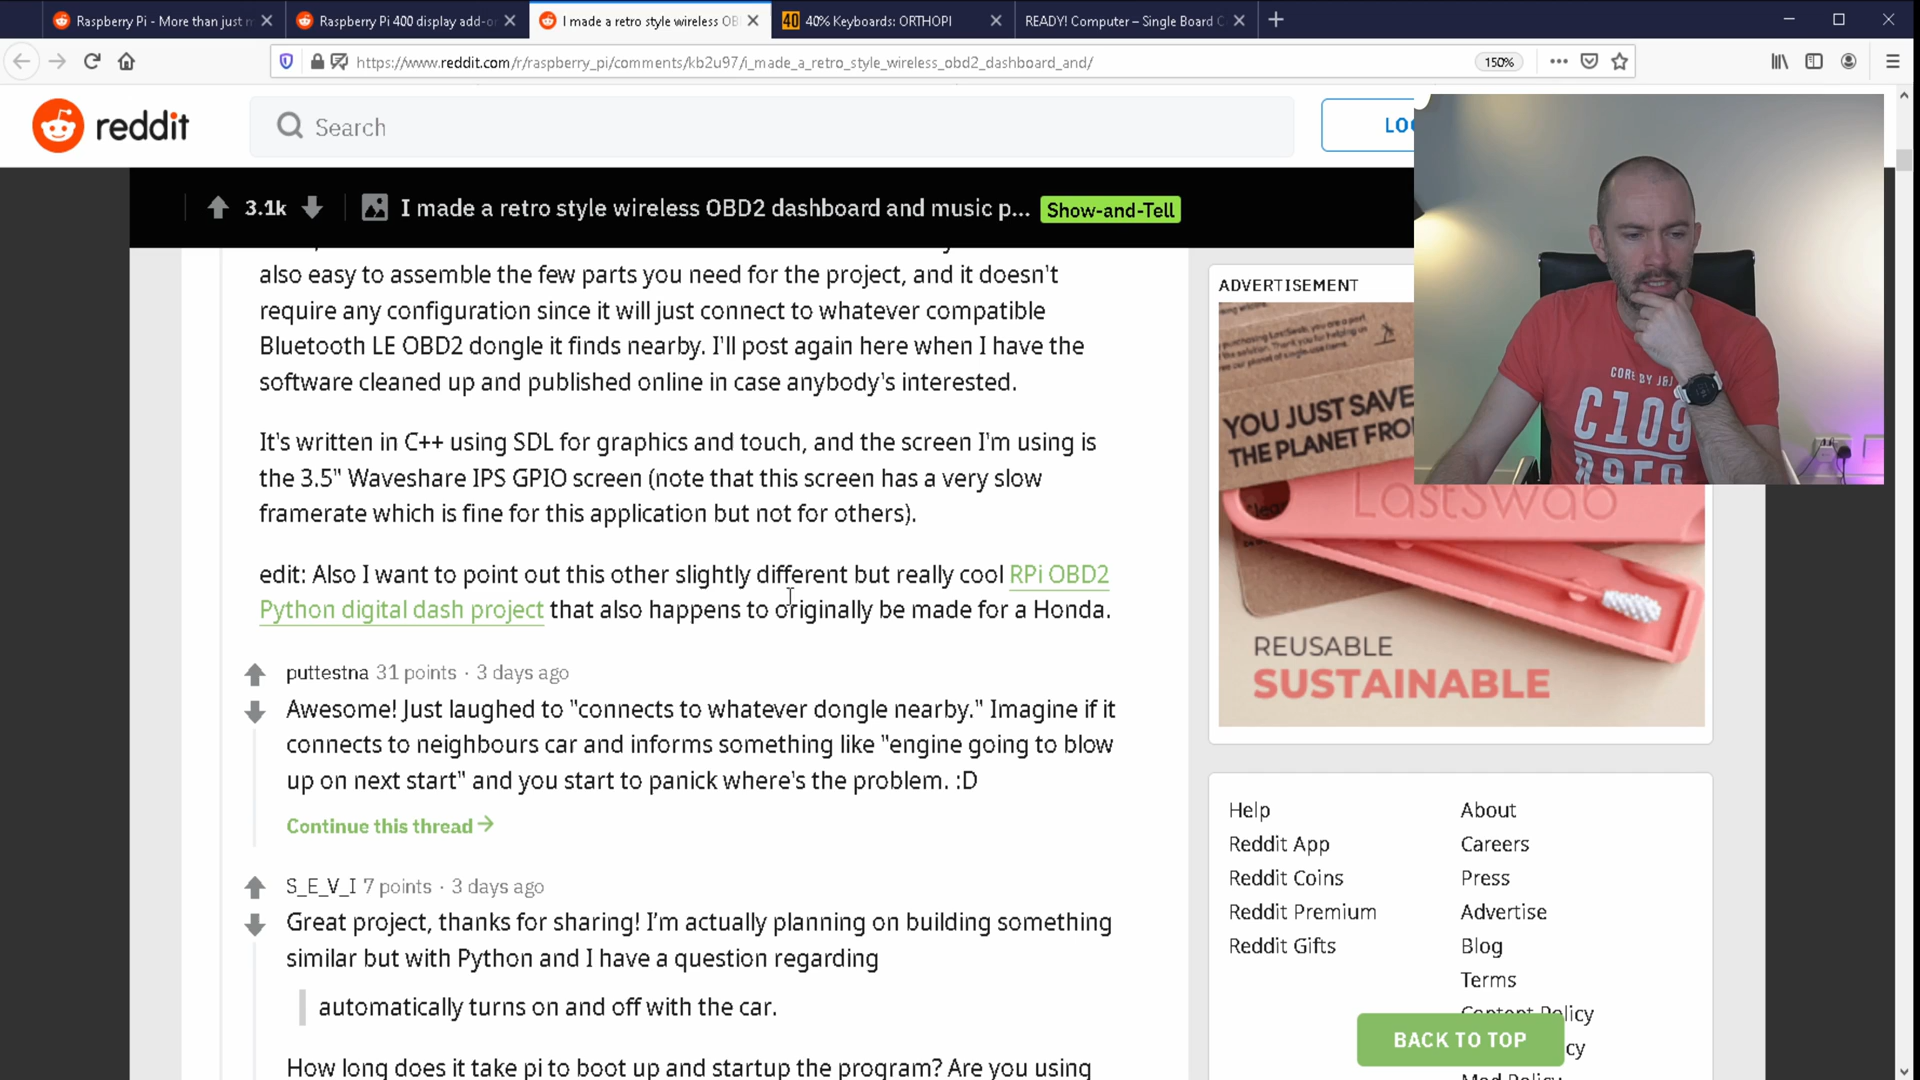 Raspberry Pi - More than just m
Raspberry Pi 400 display add-o
I made a retro style wireless OB
40 40% Keyboards: ORTHOPI
READY! Computer – Single Board C
https://www.reddit.com/r/raspberry_pi/comments/kb2u97/i_made_a_retro_style_wireless_obd2_dashboard_and/
150%
reddit
Search
LO
3.1k
I made a retro style wireless OBD2 dashboard and music p...
Show-and-Tell
also easy to assemble the few parts you need for the project, and it doesn't
require any configuration since it will just connect to whatever compatible
Bluetooth LE OBD2 dongle it finds nearby. I'll post again here when I have the
software cleaned up and published online in case anybody's interested.
It's written in C++ using SDL for graphics and touch, and the screen I'm using is
the 3.5" Waveshare IPS GPIO screen (note that this screen has a very slow
framerate which is fine for this application but not for others).
edit: Also I want to point out this other slightly different but really cool RPi OBD2
Python digital dash project that also happens to originally be made for a Honda.
puttestna 31 points · 3 days ago
Awesome! Just laughed to "connects to whatever dongle nearby." Imagine if it
connects to neighbours car and informs something like "engine going to blow
up on next start" and you start to panick where's the problem. :D
Continue this thread
S_E_V_I 7 points · 3 days ago
Great project, thanks for sharing! I'm actually planning on building something
similar but with Python and I have a question regarding
automatically turns on and off with the car.
How long does it take pi to boot up and startup the program? Are you using
ADVERTISEMENT
YOU JUST SAVE
THE PLANET FRO
LastSwab
REUSABLE
SUSTAINABLE
CORE BY J&J
C109
Help
Reddit App
Reddit Coins
Reddit Premium
Reddit Gifts
About
Careers
Press
Advertise
Blog
Terms
Content Policy
cy
Mod Policy
BACK TO TOP